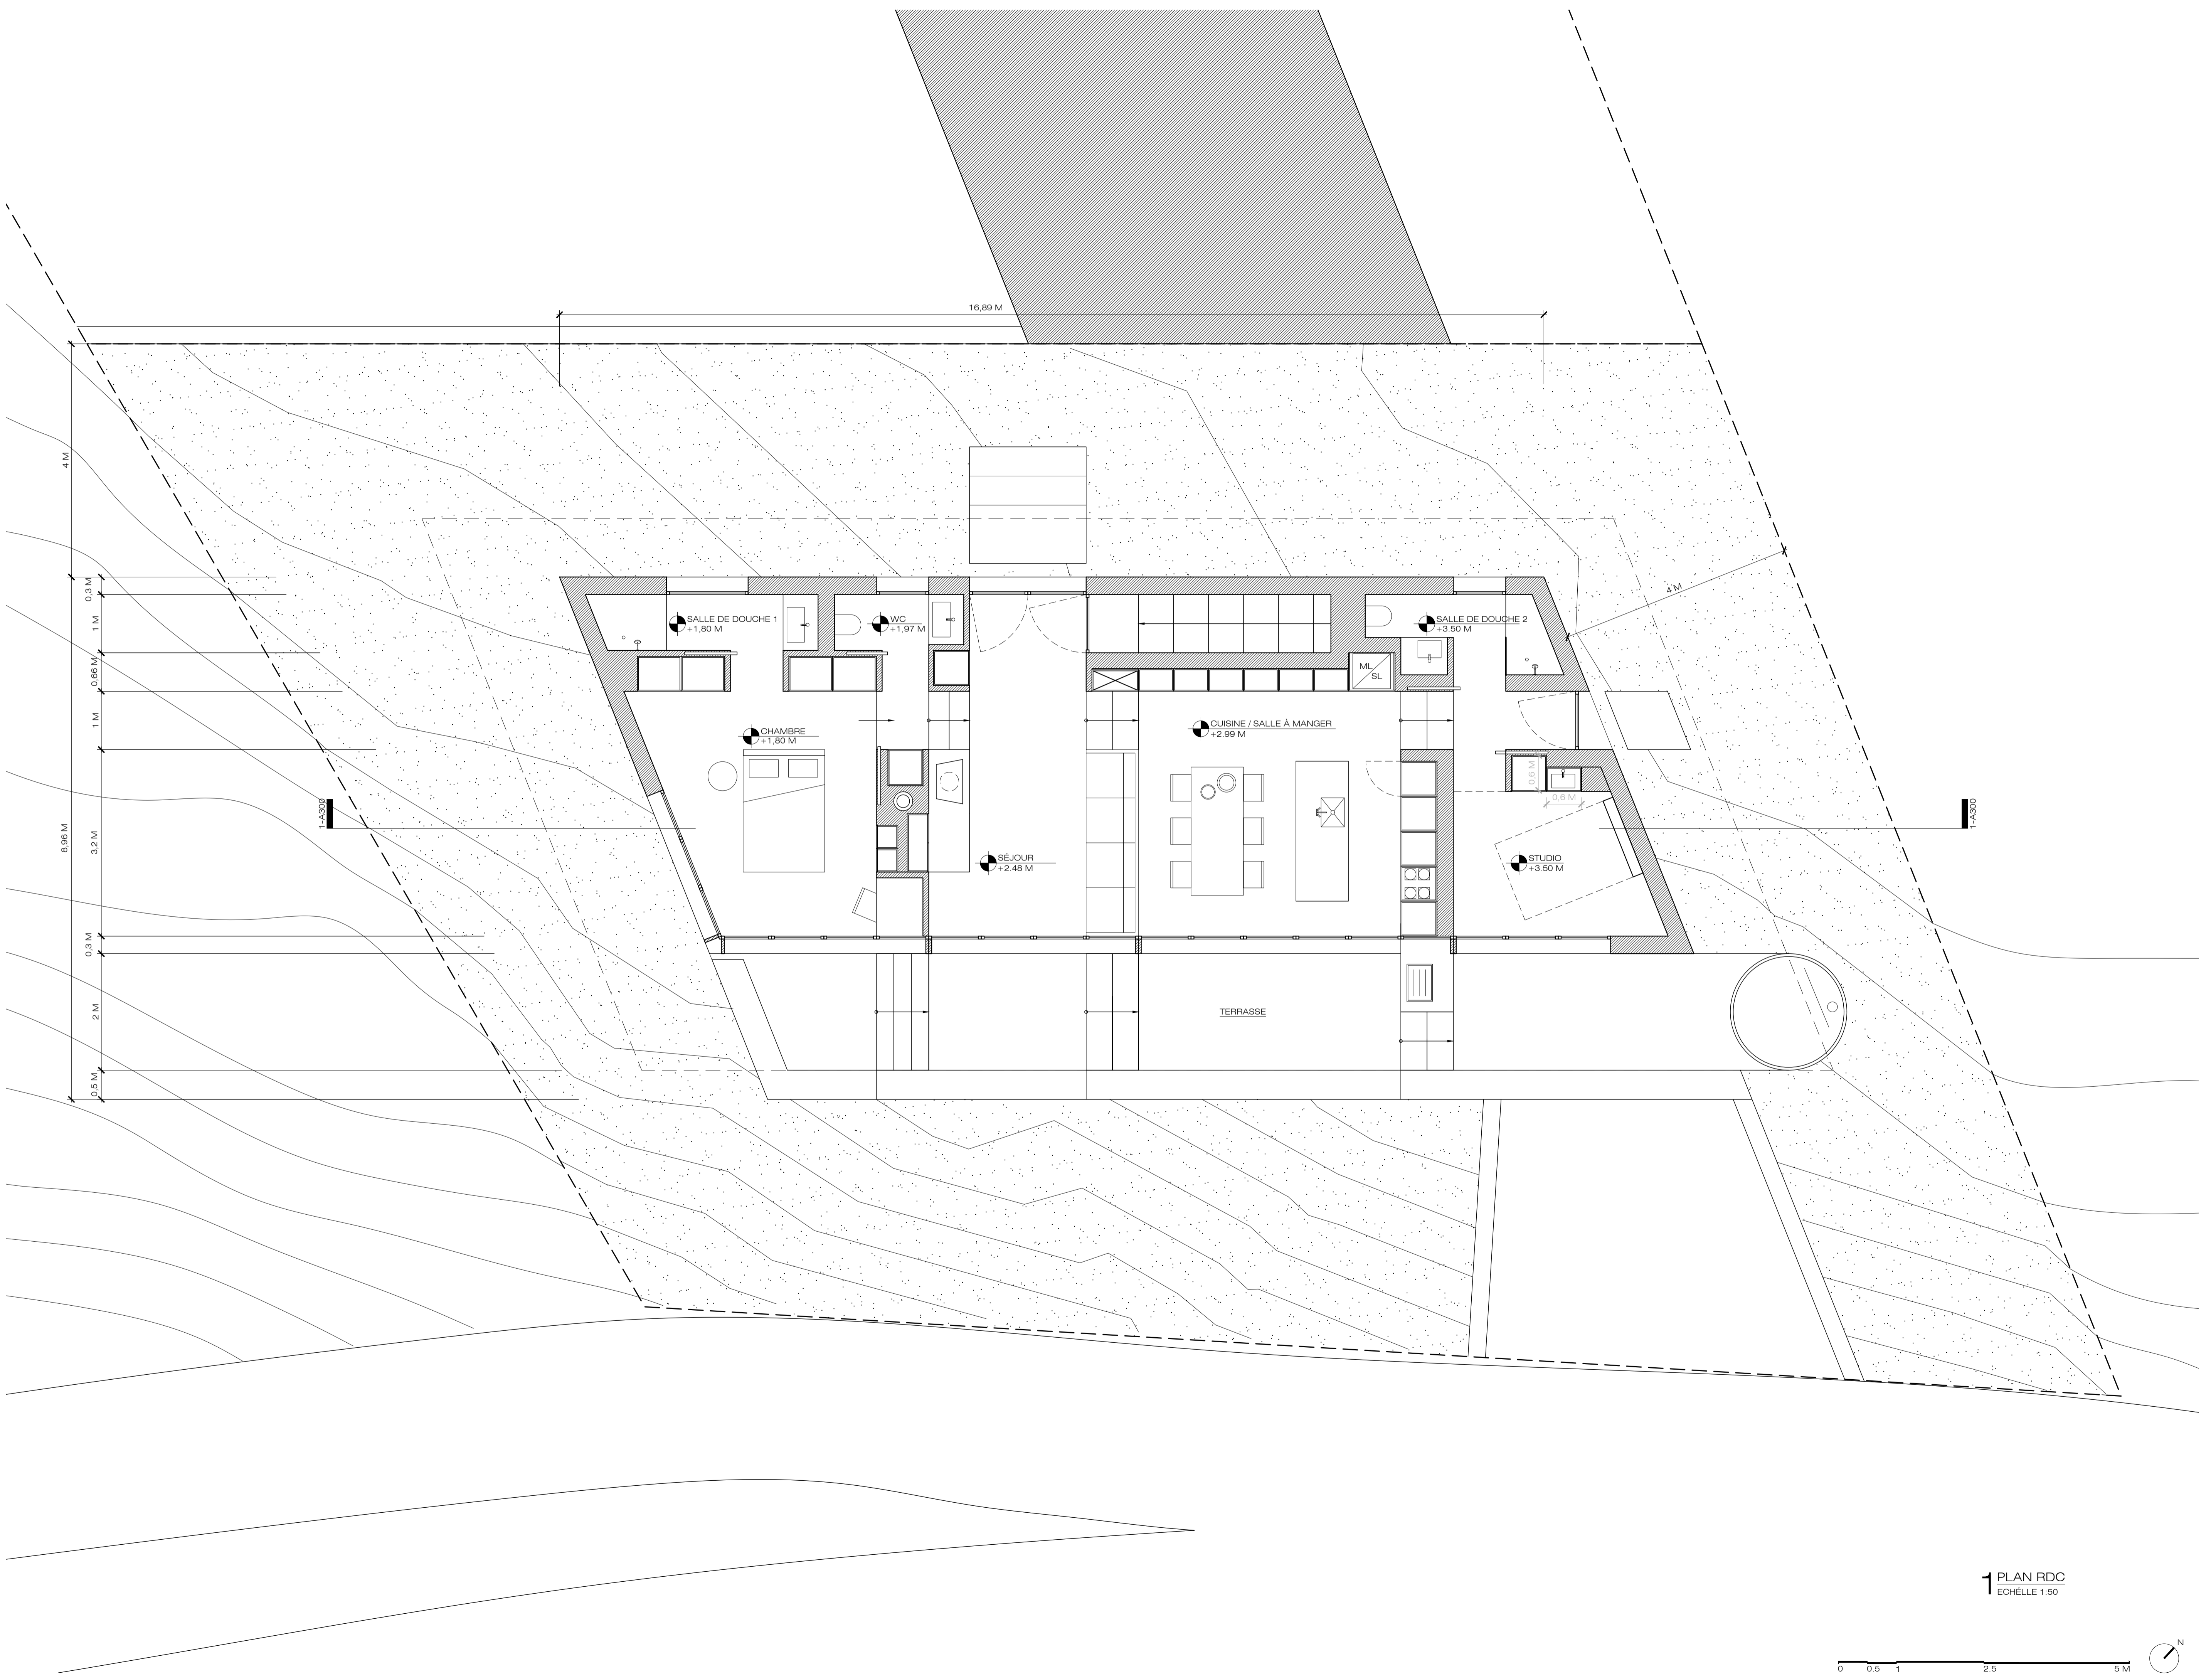 16,89 M
4 M
8,96 M
0,3 M
1 M
0,66 M
1 M
3,2 M
0,3 M
2 M
0,5 M
4 M
SALLE DE DOUCHE 1
+1,80 M
WC
+1,97 M
SALLE DE DOUCHE 2
+3.50 M
ML
SL
CHAMBRE
+1,80 M
CUISINE / SALLE À MANGER
+2.99 M
0,6 M
0,6 M
1-A300
1-A300
SÉJOUR
+2.48 M
STUDIO
+3.50 M
TERRASSE
1 PLAN RDC
ECHÉLLE 1:50
N
0 0.5 1 2.5 5 M